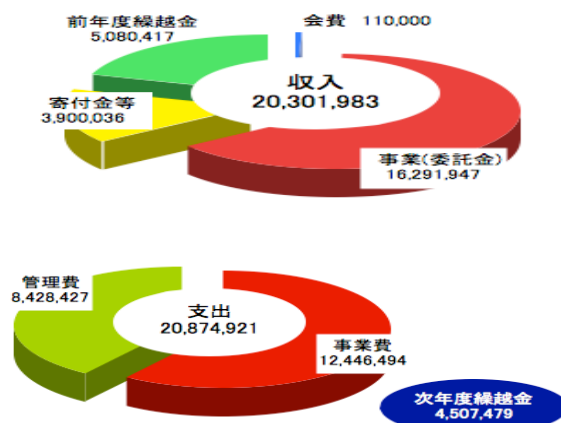 前年度繰越金
5,080,417
会費 110,000
収入
20,301,983
寄付金等
3,900,036
事業(委託金)
16,291,947
管理費
8,428,427
支出
20,874,921
事業費
12,446,494
次年度繰越金
4,507,479